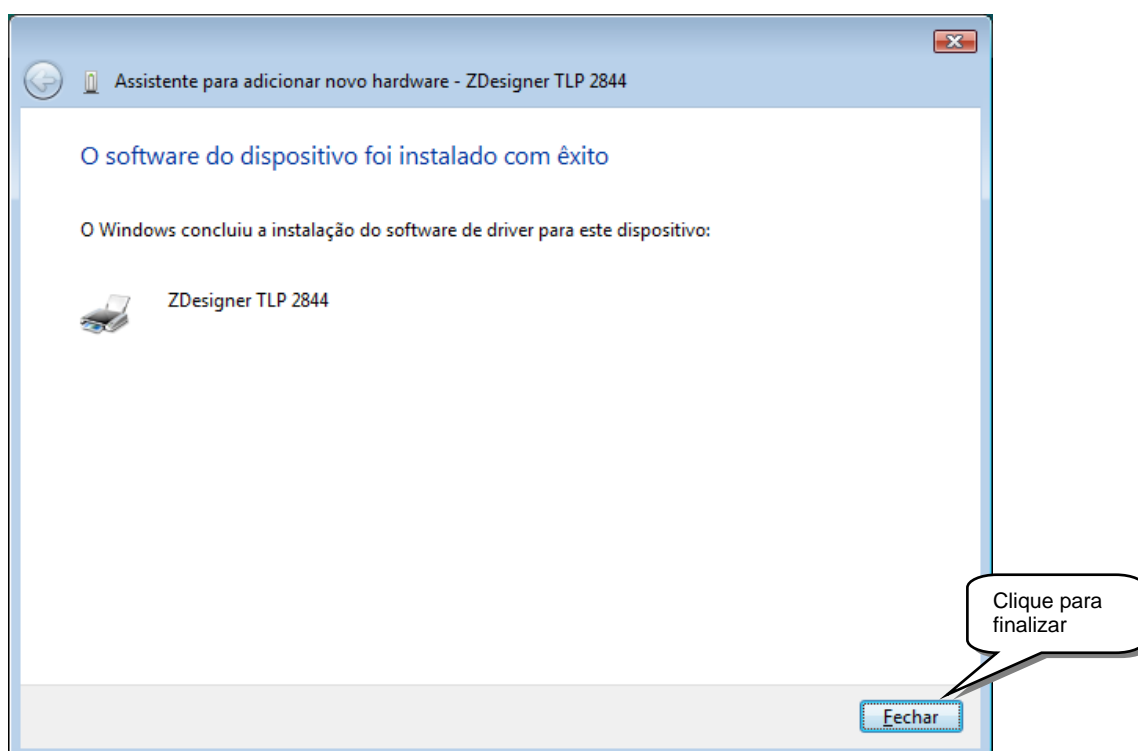 Assistente para adicionar novo hardware - ZDesigner TLP 2844
O software do dispositivo foi instalado com êxito
O Windows concluiu a instalação do software de driver para este dispositivo:
ZDesigner TLP 2844
Clique para
finalizar
Fechar